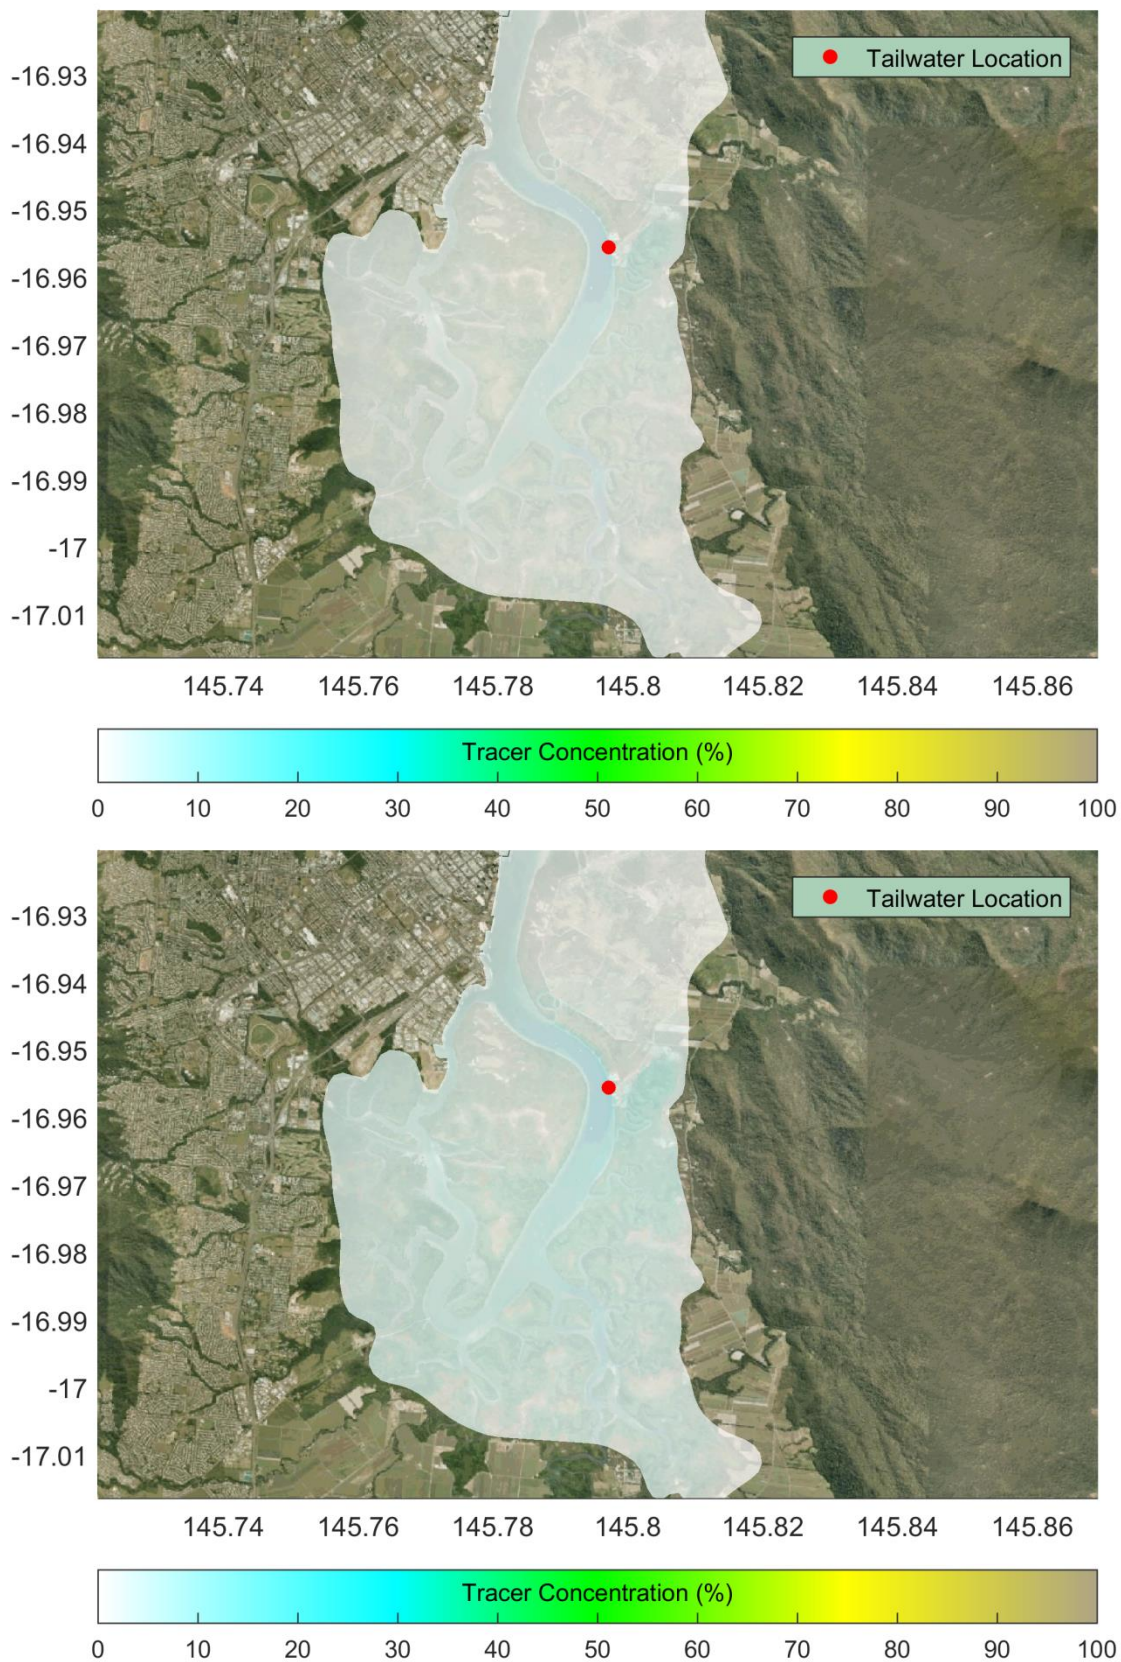 Tailwater Location
-16.93
-16.94
-16.95
-16.96
-16.97
-16.98
-16.99
-17
-17.01
145.74 145.76 145.78 145.8 145.82 145.84 145.86
Tracer Concentration (%)
0 10 20 30 40 50 60 70 80 90 100
Tailwater Location
-16.93
-16.94
-16.95
-16.96
-16.97
-16.98
-16.99
-17
-17.01
145.74 145.76 145.78 145.8 145.82 145.84 145.86
Tracer Concentration (%)
0 10 20 30 40 50 60 70 80 90 100